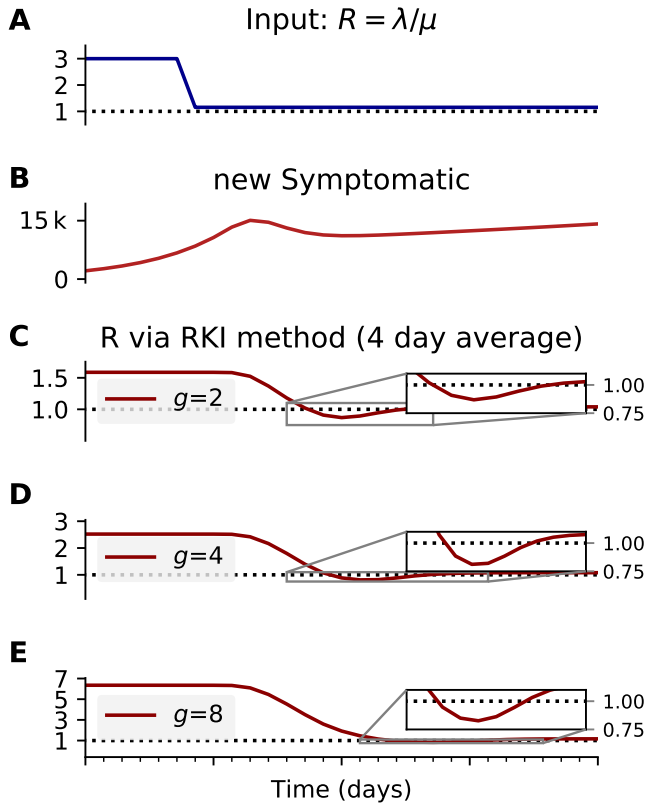 A
Input: R = λ/μ
3
2
1
B
new Symptomatic
15 k
0
C
R via RKI method (4 day average)
1.5
1.0
g=2
1.00
0.75
D
3
2
1
g=4
1.00
0.75
E
7
5
3
1
g=8
1.00
0.75
Time (days)